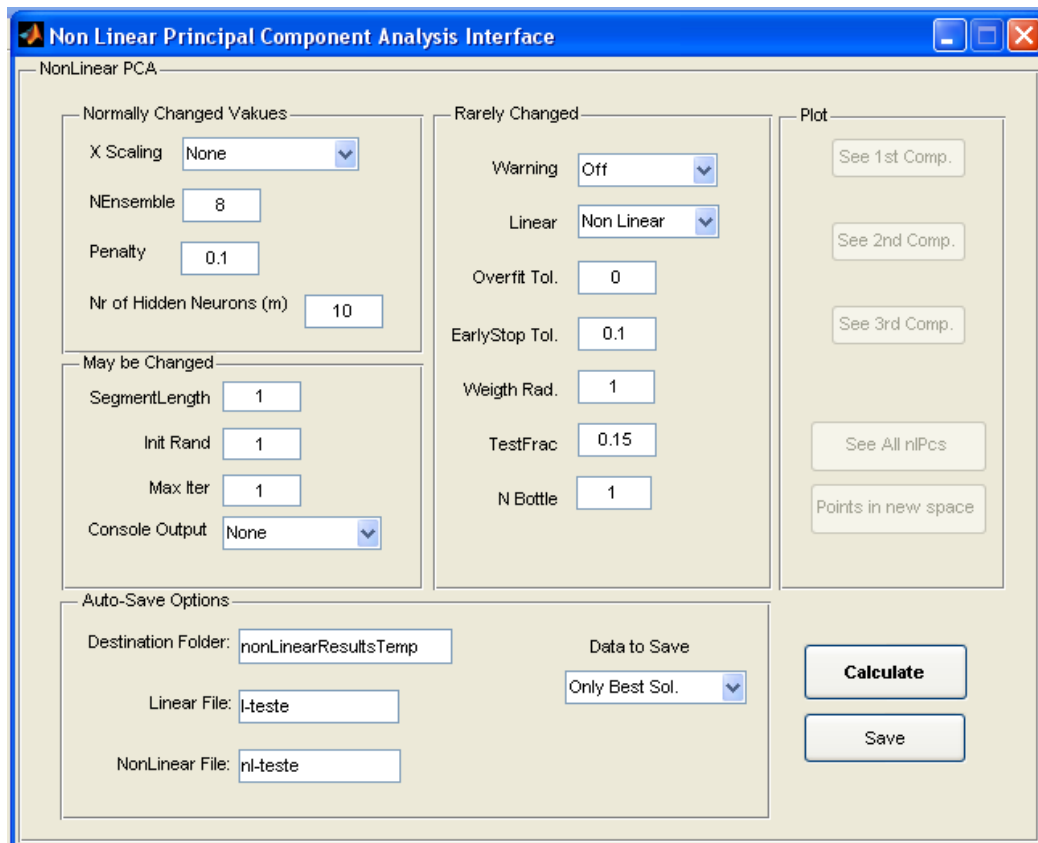 Non Linear Principal Component Analysis Interface
NonLinear PCA
Normally Changed Vakues
X Scaling None
NEnsemble 8
Penalty 0.1
Nr of Hidden Neurons (m) 10
May be Changed
SegmentLength 1
Init Rand 1
Max Iter 1
Console Output None
Rarely Changed
Warning Off
Linear Non Linear
Overfit Tol. 0
EarlyStop Tol. 0.1
Weigth Rad. 1
TestFrac 0.15
N Bottle 1
Plot
See 1st Comp.
See 2nd Comp.
See 3rd Comp.
See All nlPcs
Points in new space
Auto-Save Options
Destination Folder: nonLinearResultsTemp
Linear File: l-teste
NonLinear File: nl-teste
Data to Save
Only Best Sol.
Calculate
Save